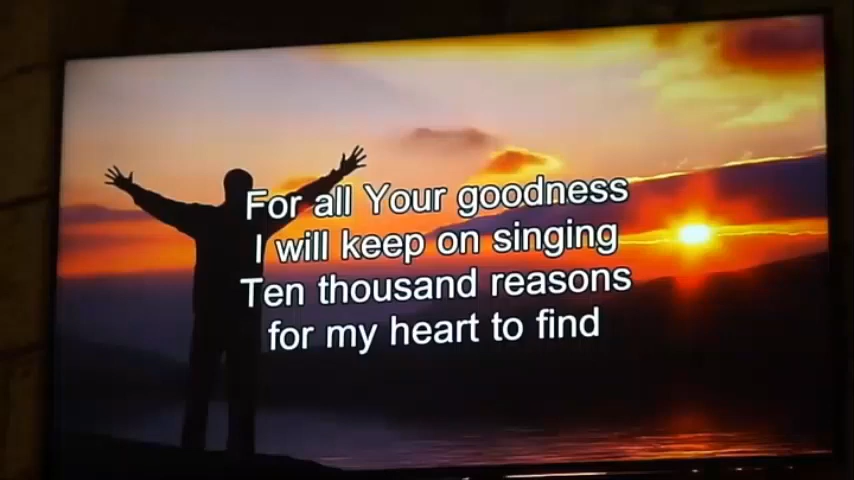 For all Your goodness
I will keep on singing
Ten thousand reasons
for my heart to find